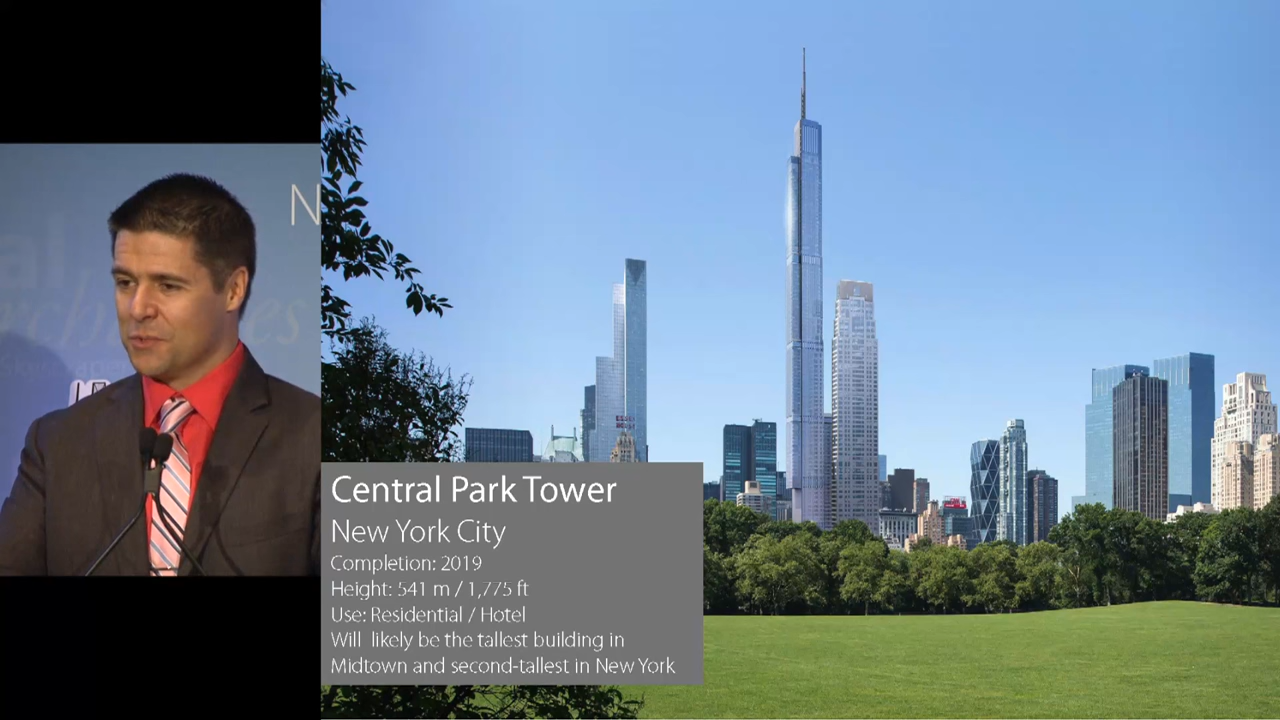 N
al
Central Park Tower
New York City
Completion: 2019
Height: 541 m / 1,775 ft
Use: Residential / Hotel
Will likely be the tallest building in
Midtown and second-tallest in New York